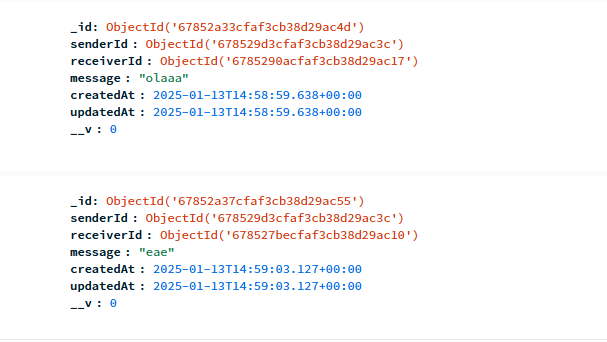 _id: ObjectId('67852a33cfaf3cb38d29ac4d')
senderId : ObjectId('678529d3cfaf3cb38d29ac3c')
receiverId : ObjectId('6785290acfaf3cb38d29ac17')
message : "olaaa"
createdAt : 2025-01-13T14:58:59.638+00:00
updatedAt : 2025-01-13T14:58:59.638+00:00
__v : 0
_id: ObjectId('67852a37cfaf3cb38d29ac55')
senderId : ObjectId('678529d3cfaf3cb38d29ac3c')
receiverId : ObjectId('678527becfaf3cb38d29ac10')
message : "eae"
createdAt : 2025-01-13T14:59:03.127+00:00
updatedAt : 2025-01-13T14:59:03.127+00:00
__v : 0